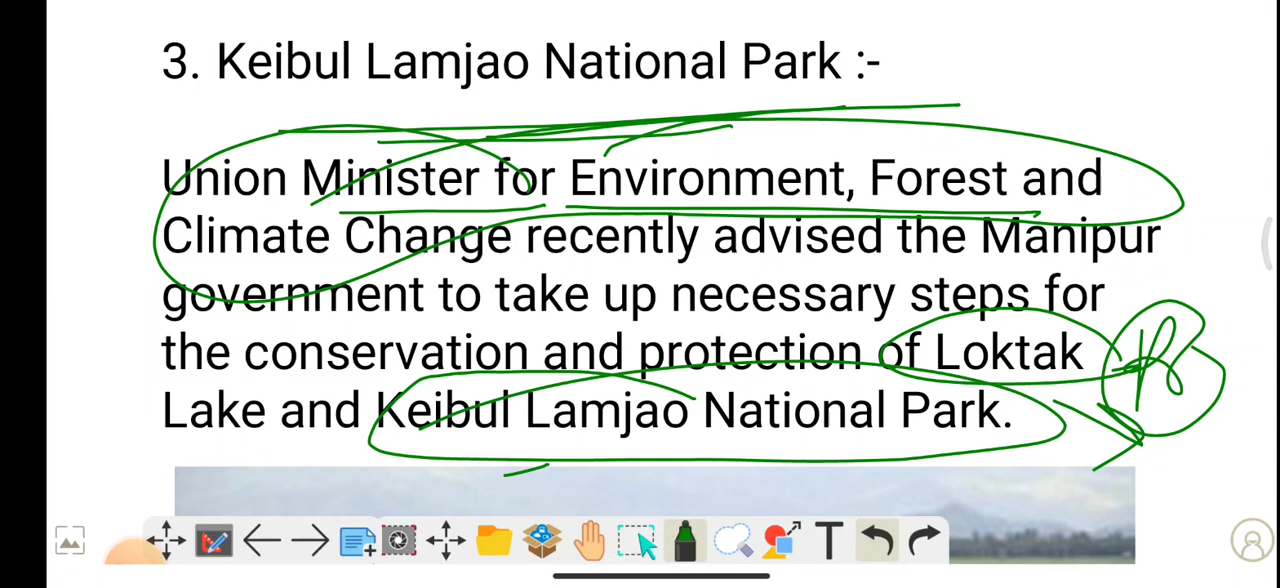 3. Keibul Lamjao National Park :-
Union Minister for Environment, Forest and
Climate Change recently advised the Manipur
government to take up necessary steps for
the conservation and protection of Loktak
Lake and Keibul Lamjao National Park.